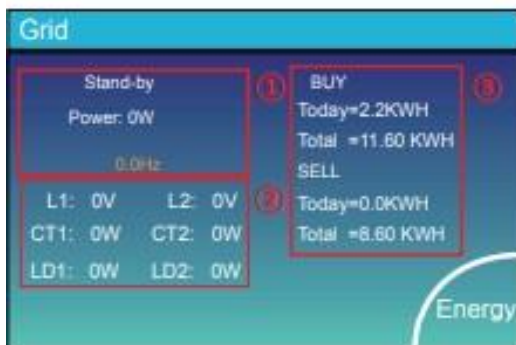 Grid
Stand-by
Power: 0W
0.0Hz
①
L1: 0V L2: 0V
CT1: 0W CT2: 0W
LD1: 0W LD2: 0W
②
BUY
Today=2.2KWH
Total =11.60 KWH
SELL
Today=0.0KWH
Total =8.60 KWH
③
Energy